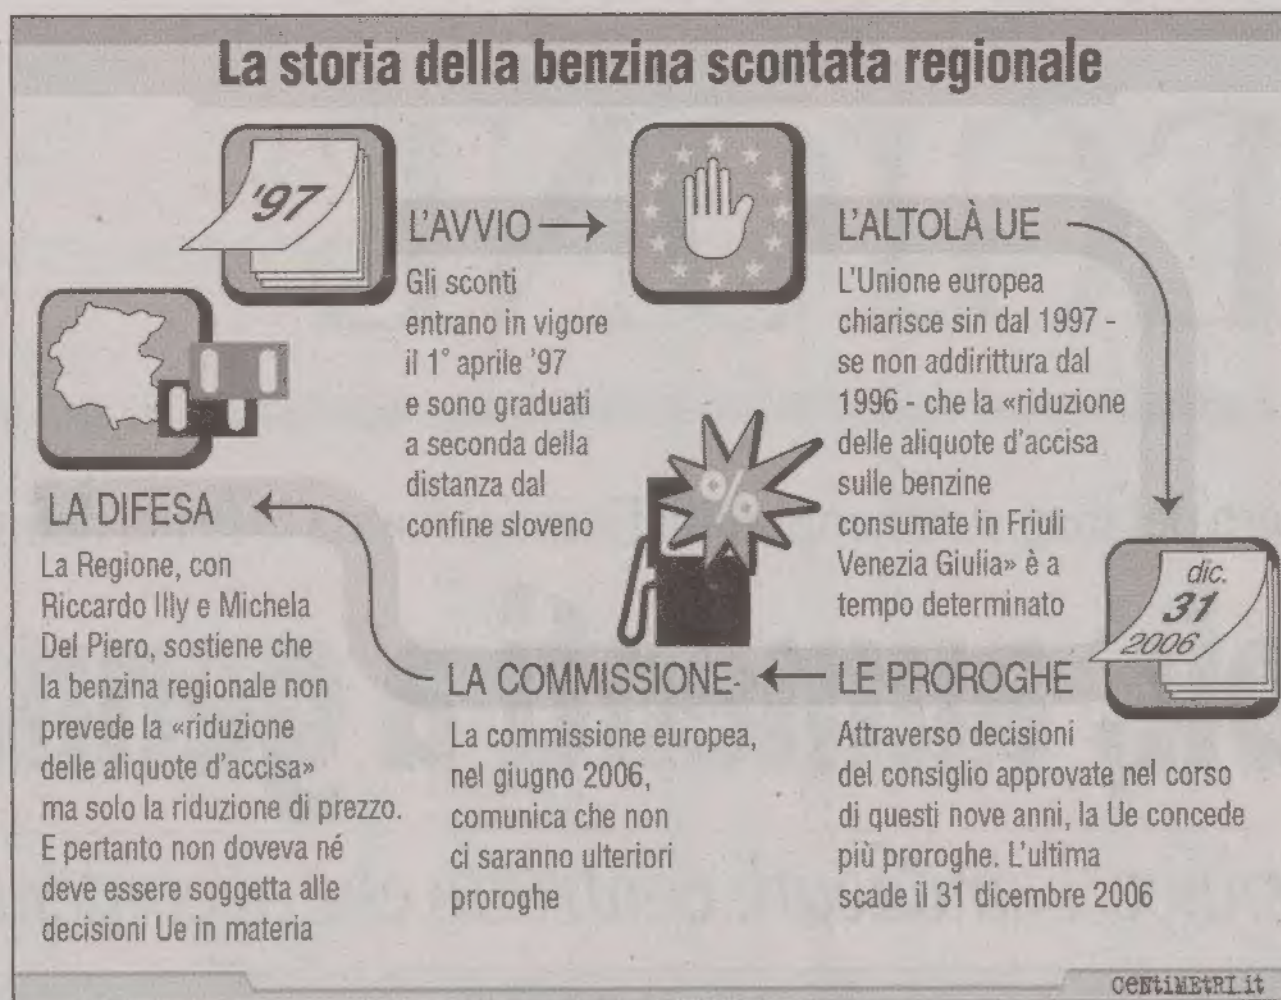 La storia della benzina scontata regionale
'97
L'AVVIO
Gli sconti
entrano in vigore
il 1° aprile '97
e sono graduati
a seconda della
distanza dal
confine sloveno
L'ALTOLÀ UE
L'Unione europea
chiarisce sin dal 1997 -
se non addirittura dal
1996 - che la «riduzione
delle aliquote d'accisa
sulle benzine
consumate in Friuli
Venezia Giulia» è a
tempo determinato
dic.
31
2006
LE PROROGHE
Attraverso decisioni
del consiglio approvate nel corso
di questi nove anni, la Ue concede
più proroghe. L'ultima
scade il 31 dicembre 2006
%
LA COMMISSIONE
La commissione europea,
nel giugno 2006,
comunica che non
ci saranno ulteriori
proroghe
LA DIFESA
La Regione, con
Riccardo Illy e Michela
Del Piero, sostiene che
la benzina regionale non
prevede la «riduzione
delle aliquote d'accisa»
ma solo la riduzione di prezzo.
E pertanto non doveva né
deve essere soggetta alle
decisioni Ue in materia
CENTIMETRI.it